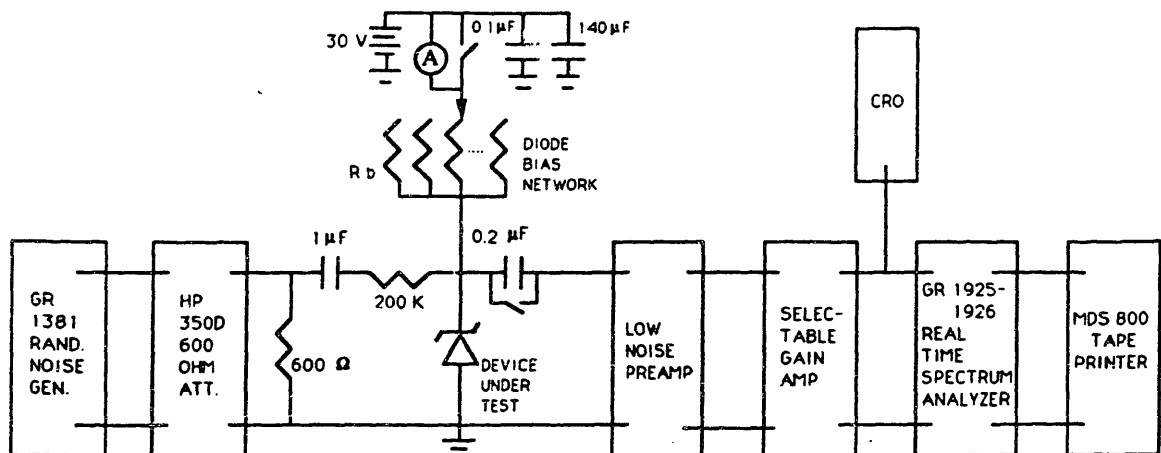 30 V
A
0.1µF
140µF
CRO
R b
DIODE
BIAS
NETWORK
1µF
0.2 µF
200 K
600 Ω
DEVICE
UNDER
TEST
GR
1381
RAND.
NOISE
GEN.
HP
350D
600
OHM
ATT.
LOW
NOISE
PREAMP
SELEC-
TABLE
GAIN
AMP
GR 1925-
1926
REAL
TIME
SPECTRUM
ANALYZER
MDS 800
TAPE
PRINTER